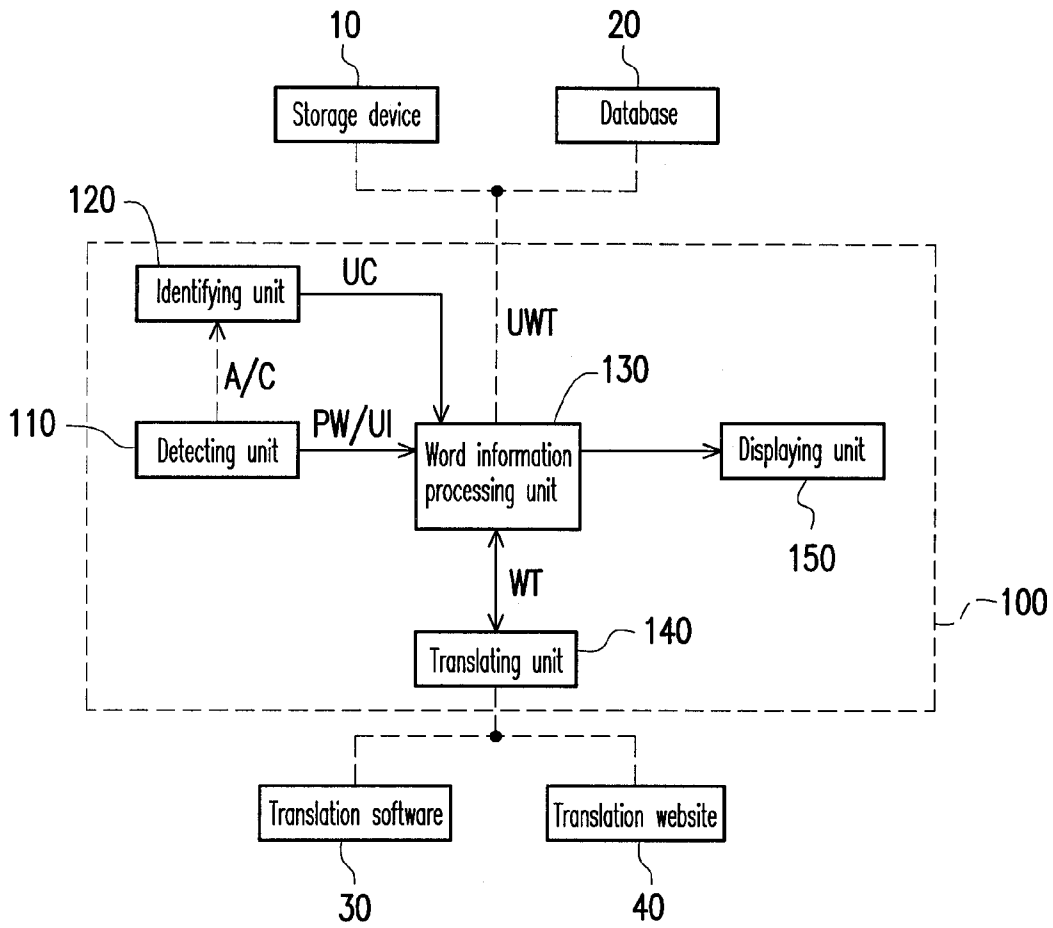 10
20
Storage device
Database
120
Identifying unit
UC
UWT
A/C
130
110
Detecting unit
PW/UI
Word information
processing unit
Displaying unit
150
WT
100
140
Translating unit
Translation software
Translation website
30
40